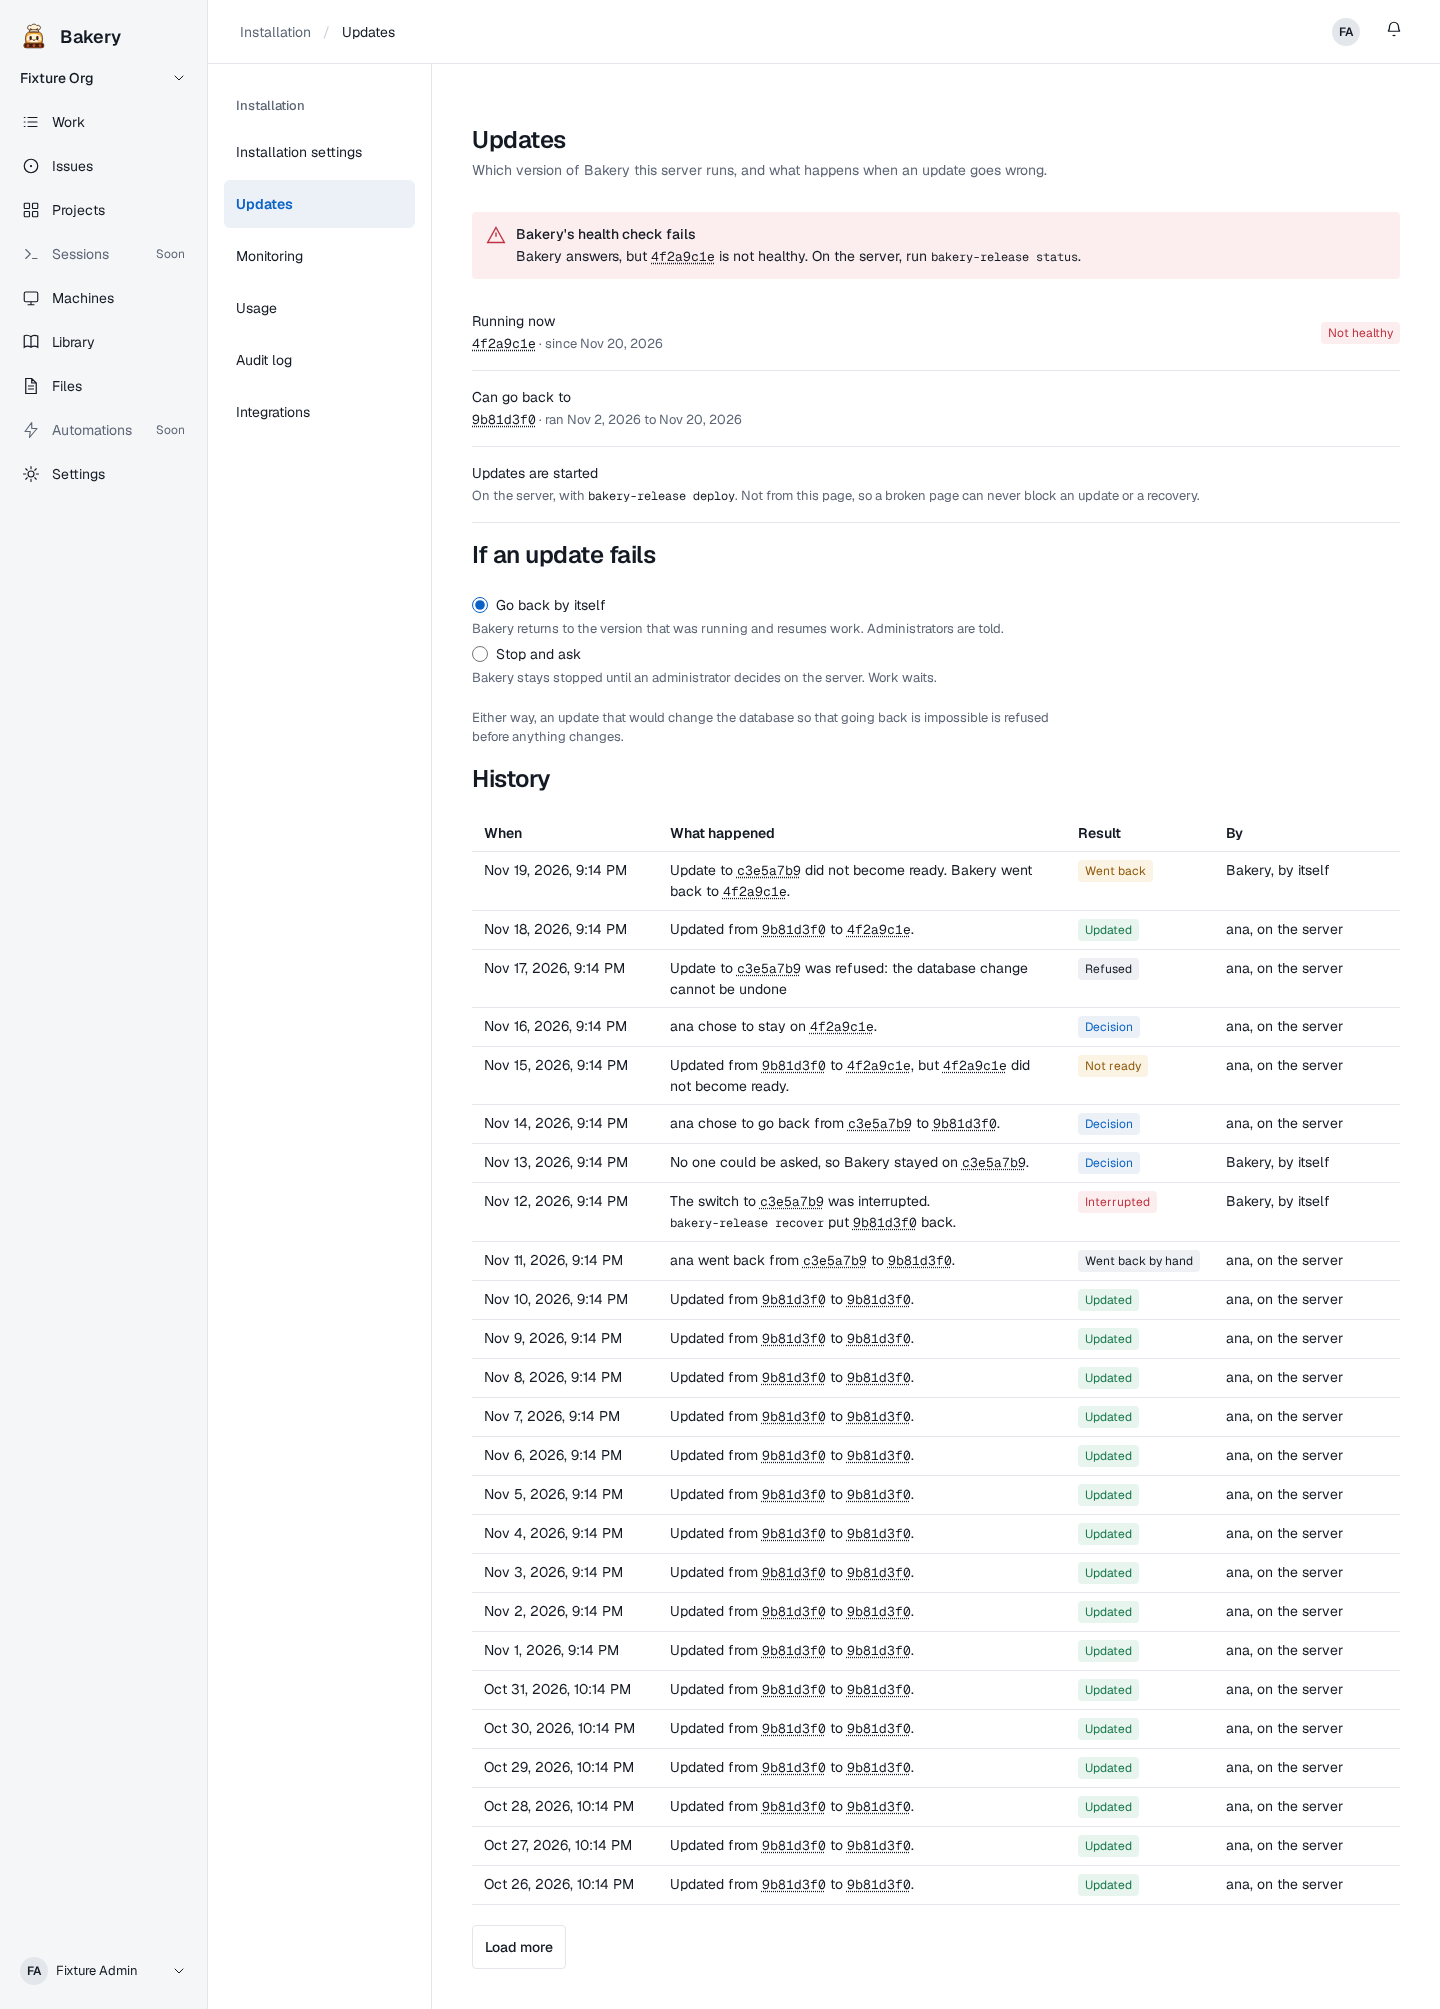 Bakery
Fixture Org
Work
Issues
Projects
Sessions Soon
Machines
Library
Files
Automations Soon
Settings
FA Fixture Admin
Installation / Updates
FA
Installation
Installation settings
Updates
Monitoring
Usage
Audit log
Integrations
Updates
Which version of Bakery this server runs, and what happens when an update goes wrong.
Bakery's health check fails
Bakery answers, but 4f2a9c1e is not healthy. On the server, run bakery-release status.
Running now
4f2a9c1e · since Nov 20, 2026
Not healthy
Can go back to
9b81d3f0 · ran Nov 2, 2026 to Nov 20, 2026
Updates are started
On the server, with bakery-release deploy. Not from this page, so a broken page can never block an update or a recovery.
If an update fails
Go back by itself
Bakery returns to the version that was running and resumes work. Administrators are told.
Stop and ask
Bakery stays stopped until an administrator decides on the server. Work waits.
Either way, an update that would change the database so that going back is impossible is refused
before anything changes.
History
When What happened Result By
Nov 19, 2026, 9:14 PM Update to c3e5a7b9 did not become ready. Bakery went Went back Bakery, by itself
back to 4f2a9c1e.
Nov 18, 2026, 9:14 PM Updated from 9b81d3f0 to 4f2a9c1e. Updated ana, on the server
Nov 17, 2026, 9:14 PM Update to c3e5a7b9 was refused: the database change Refused ana, on the server
cannot be undone
Nov 16, 2026, 9:14 PM ana chose to stay on 4f2a9c1e. Decision ana, on the server
Nov 15, 2026, 9:14 PM Updated from 9b81d3f0 to 4f2a9c1e, but 4f2a9c1e did Not ready ana, on the server
not become ready.
Nov 14, 2026, 9:14 PM ana chose to go back from c3e5a7b9 to 9b81d3f0. Decision ana, on the server
Nov 13, 2026, 9:14 PM No one could be asked, so Bakery stayed on c3e5a7b9. Decision Bakery, by itself
Nov 12, 2026, 9:14 PM The switch to c3e5a7b9 was interrupted. Interrupted Bakery, by itself
bakery-release recover put 9b81d3f0 back.
Nov 11, 2026, 9:14 PM ana went back from c3e5a7b9 to 9b81d3f0. Went back by hand ana, on the server
Nov 10, 2026, 9:14 PM Updated from 9b81d3f0 to 9b81d3f0. Updated ana, on the server
Nov 9, 2026, 9:14 PM Updated from 9b81d3f0 to 9b81d3f0. Updated ana, on the server
Nov 8, 2026, 9:14 PM Updated from 9b81d3f0 to 9b81d3f0. Updated ana, on the server
Nov 7, 2026, 9:14 PM Updated from 9b81d3f0 to 9b81d3f0. Updated ana, on the server
Nov 6, 2026, 9:14 PM Updated from 9b81d3f0 to 9b81d3f0. Updated ana, on the server
Nov 5, 2026, 9:14 PM Updated from 9b81d3f0 to 9b81d3f0. Updated ana, on the server
Nov 4, 2026, 9:14 PM Updated from 9b81d3f0 to 9b81d3f0. Updated ana, on the server
Nov 3, 2026, 9:14 PM Updated from 9b81d3f0 to 9b81d3f0. Updated ana, on the server
Nov 2, 2026, 9:14 PM Updated from 9b81d3f0 to 9b81d3f0. Updated ana, on the server
Nov 1, 2026, 9:14 PM Updated from 9b81d3f0 to 9b81d3f0. Updated ana, on the server
Oct 31, 2026, 10:14 PM Updated from 9b81d3f0 to 9b81d3f0. Updated ana, on the server
Oct 30, 2026, 10:14 PM Updated from 9b81d3f0 to 9b81d3f0. Updated ana, on the server
Oct 29, 2026, 10:14 PM Updated from 9b81d3f0 to 9b81d3f0. Updated ana, on the server
Oct 28, 2026, 10:14 PM Updated from 9b81d3f0 to 9b81d3f0. Updated ana, on the server
Oct 27, 2026, 10:14 PM Updated from 9b81d3f0 to 9b81d3f0. Updated ana, on the server
Oct 26, 2026, 10:14 PM Updated from 9b81d3f0 to 9b81d3f0. Updated ana, on the server
Load more